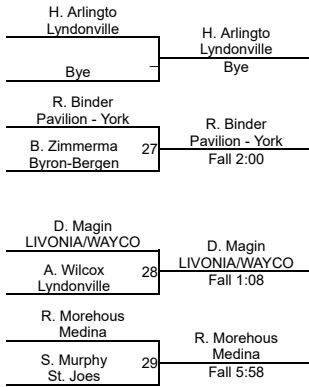 H. Arlingto
Lyndonville
Bye
H. Arlingto
Lyndonville
Bye
R. Binder
Pavilion - York
B. Zimmerma
Byron-Bergen
27
R. Binder
Pavilion - York
Fall 2:00
D. Magin
LIVONIA/WAYCO
A. Wilcox
Lyndonville
28
D. Magin
LIVONIA/WAYCO
Fall 1:08
R. Morehous
Medina
S. Murphy
St. Joes
29
R. Morehous
Medina
Fall 5:58